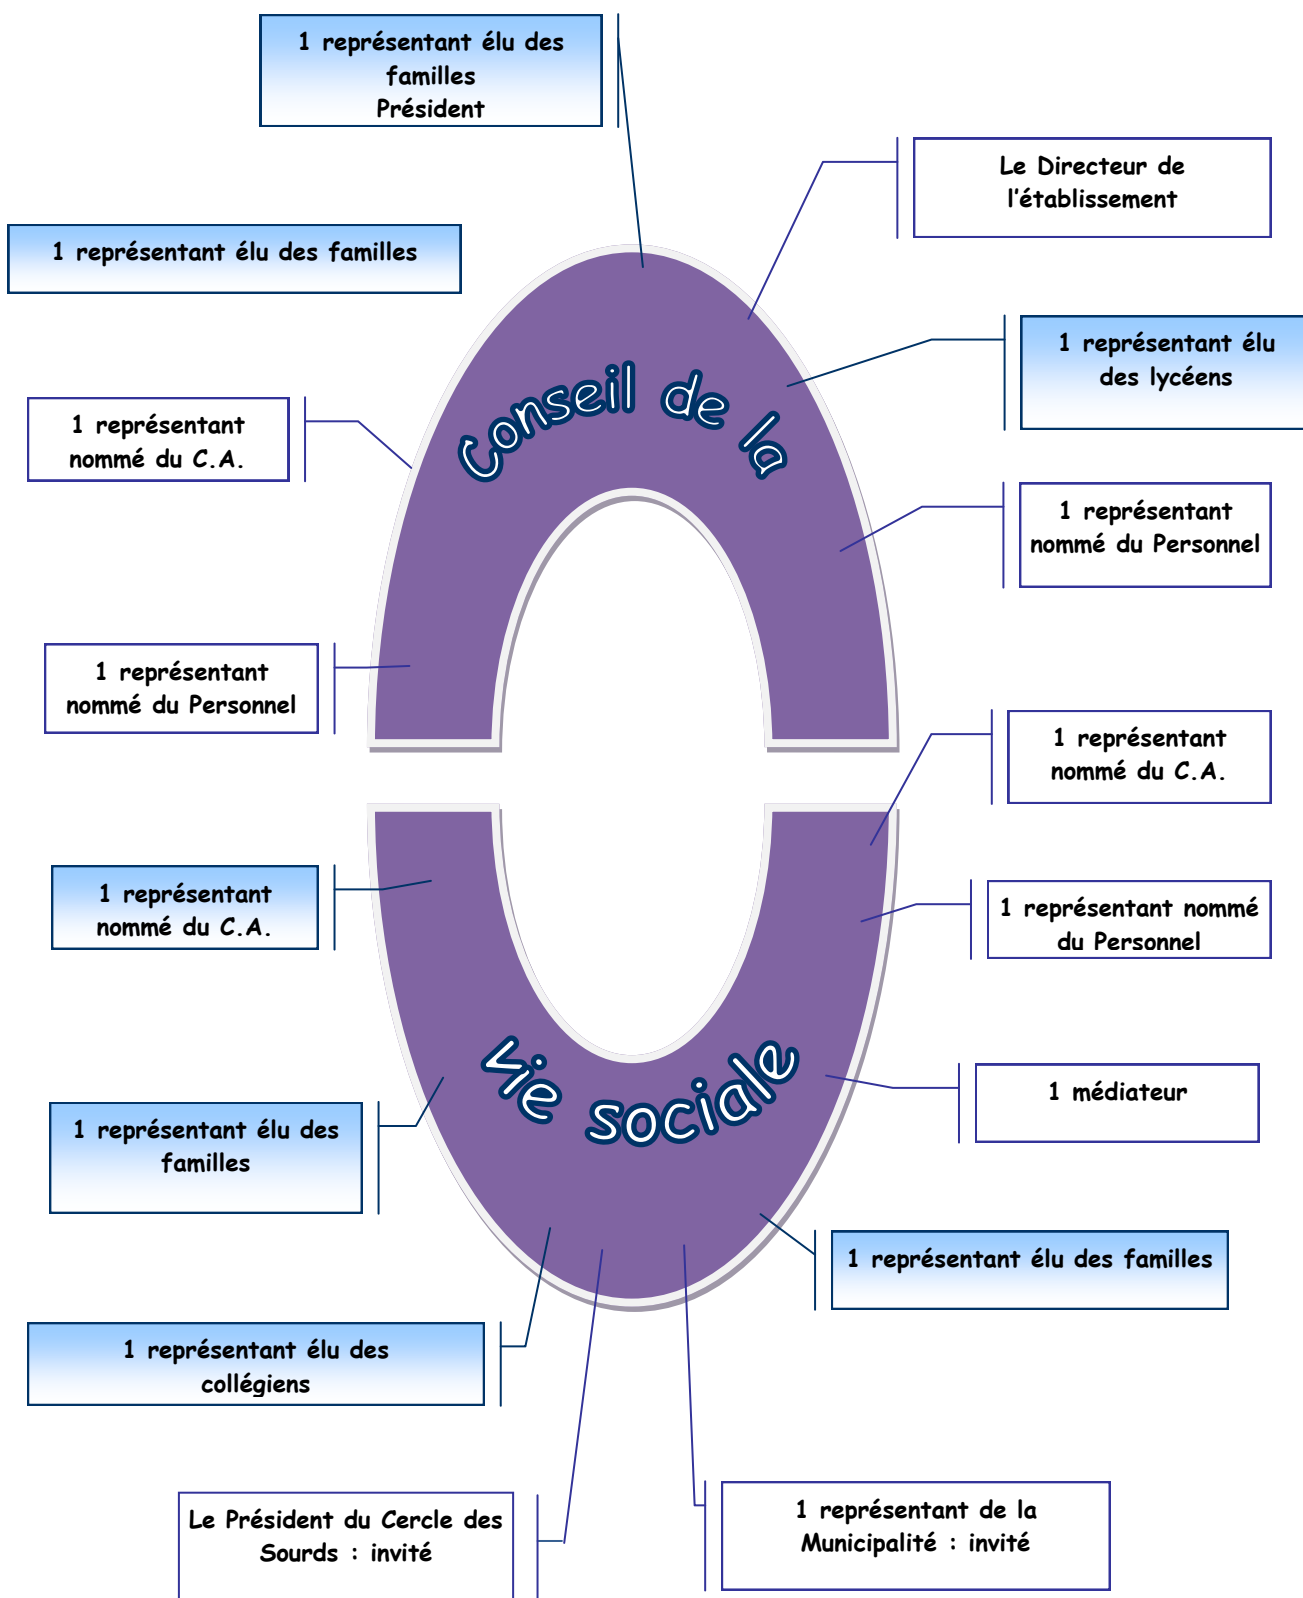 1 représentant élu des
familles
Président
Le Directeur de
l’établissement
1 représentant élu des familles
1 représentant élu
des lycéens
Conseil de la
1 représentant
nommé du C.A.
1 représentant
nommé du Personnel
1 représentant
nommé du Personnel
1 représentant
nommé du C.A.
1 représentant
nommé du C.A.
1 représentant nommé
du Personnel
vie sociale
1 médiateur
1 représentant élu des
familles
1 représentant élu des familles
1 représentant élu des
collégiens
Le Président du Cercle des
Sourds : invité
1 représentant de la
Municipalité : invité